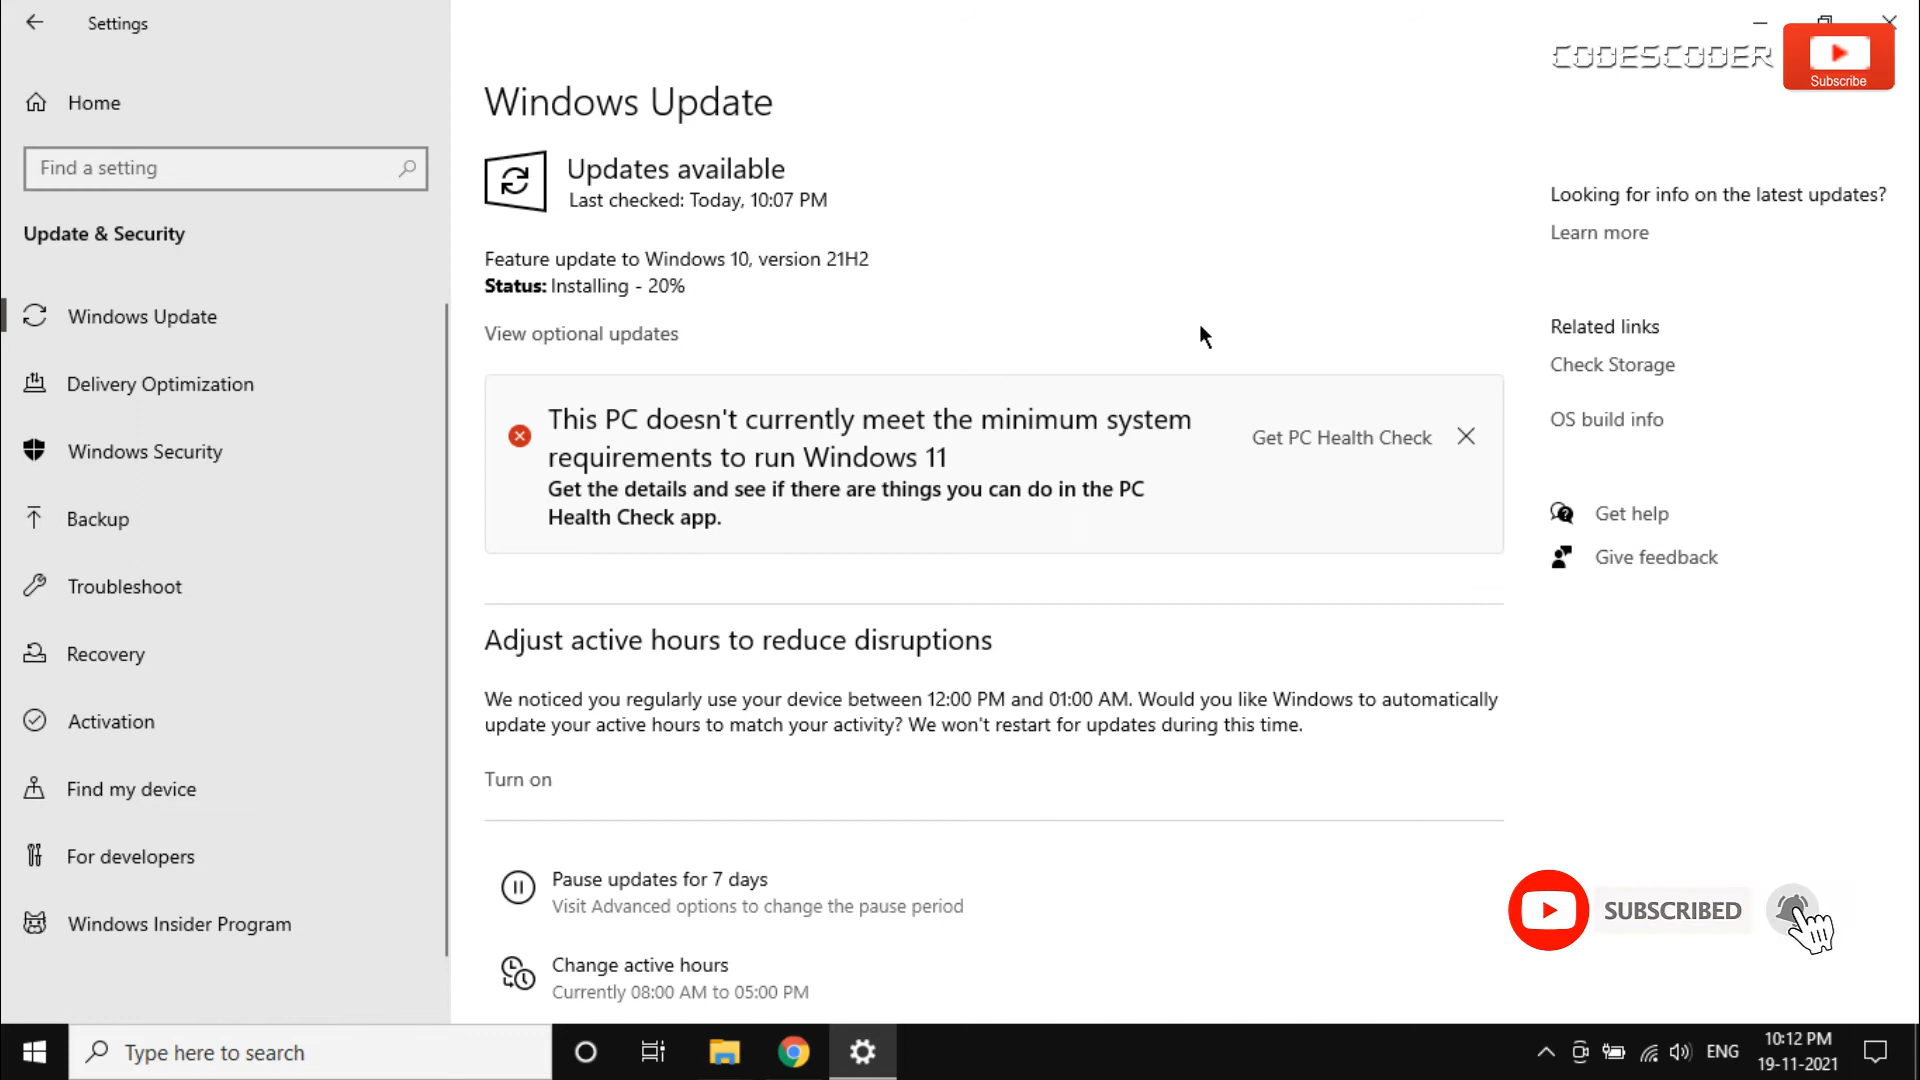 Settings
CODESCODER
Subscribe
Home
Find a setting
Update & Security
Windows Update
Delivery Optimization
Windows Security
Backup
Troubleshoot
Recovery
Activation
Find my device
For developers
Windows Insider Program
Windows Update
Updates available
Last checked: Today, 10:07 PM
Feature update to Windows 10, version 21H2
Status: Installing - 20%
View optional updates
This PC doesn't currently meet the minimum system
requirements to run Windows 11
Get the details and see if there are things you can do in the PC
Health Check app.
Get PC Health Check
Adjust active hours to reduce disruptions
We noticed you regularly use your device between 12:00 PM and 01:00 AM. Would you like Windows to automatically
update your active hours to match your activity? We won't restart for updates during this time.
Turn on
Pause updates for 7 days
Visit Advanced options to change the pause period
Change active hours
Currently 08:00 AM to 05:00 PM
Looking for info on the latest updates?
Learn more
Related links
Check Storage
OS build info
Get help
Give feedback
SUBSCRIBED
Type here to search
ENG
10:12 PM
19-11-2021